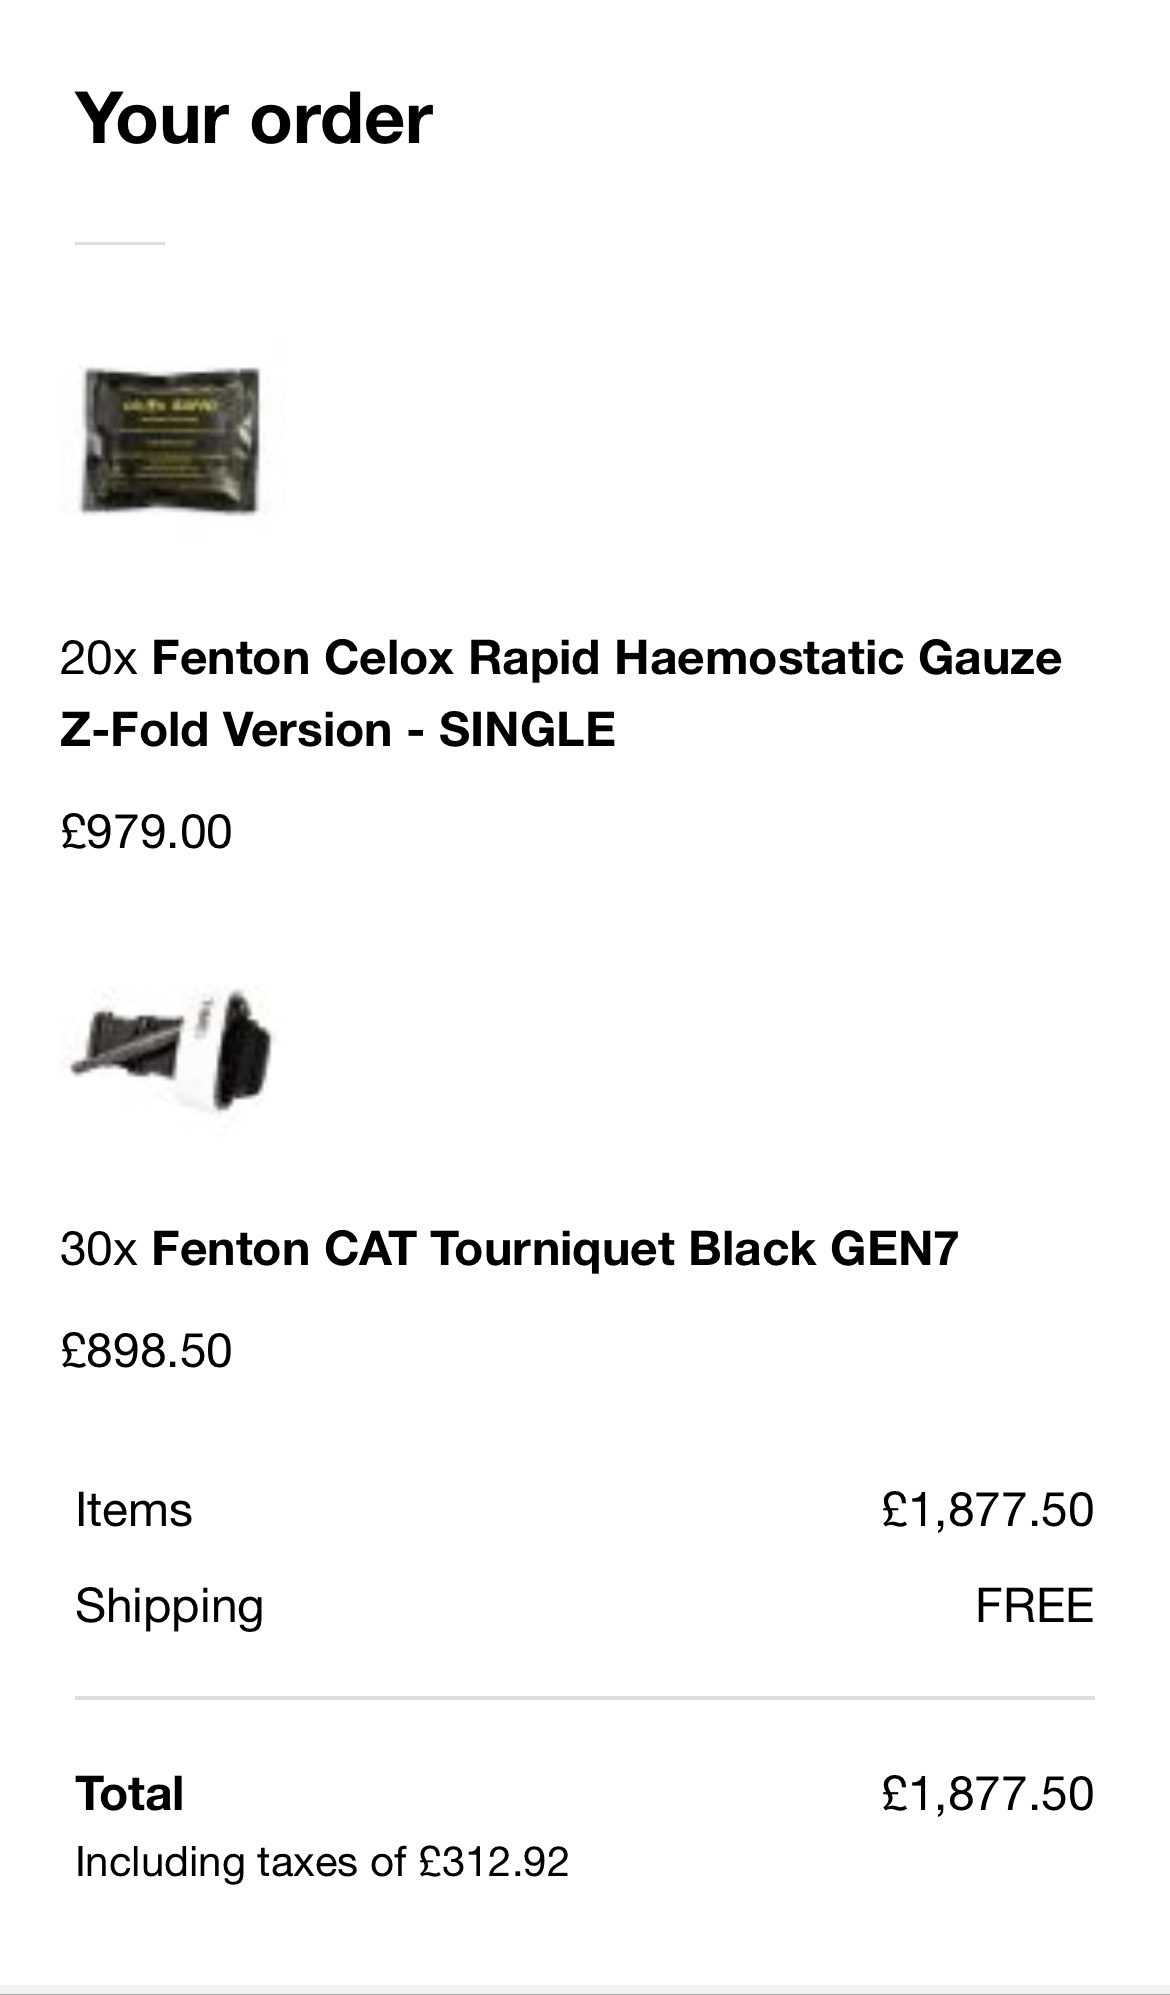 Your order
20x Fenton Celox Rapid Haemostatic Gauze
Z-Fold Version - SINGLE
£979.00
30x Fenton CAT Tourniquet Black GEN7
£898.50
Items £1,877.50
Shipping FREE
Total £1,877.50
Including taxes of £312.92